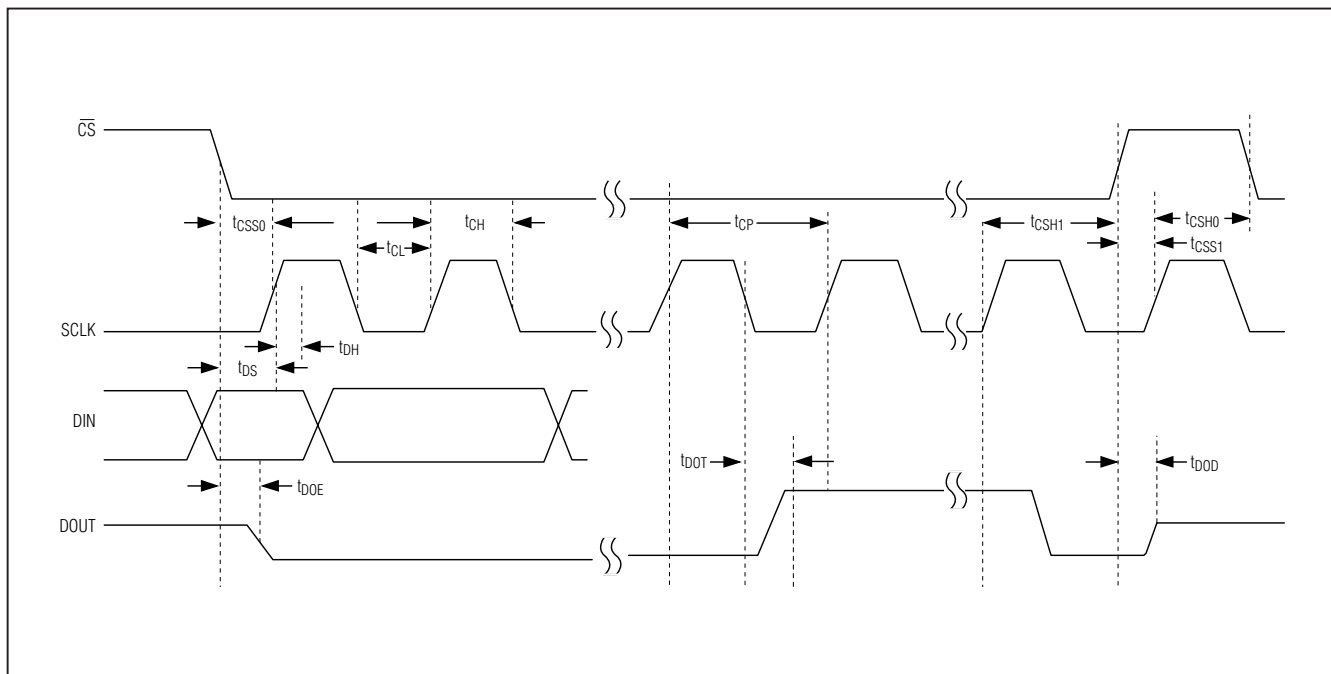 CS
tCSS0
tCH
tCP
tCSH1
tCSH0
tCL
tCSS1
SCLK
tDH
tDS
DIN
tDOT
tDOD
tDOE
DOUT